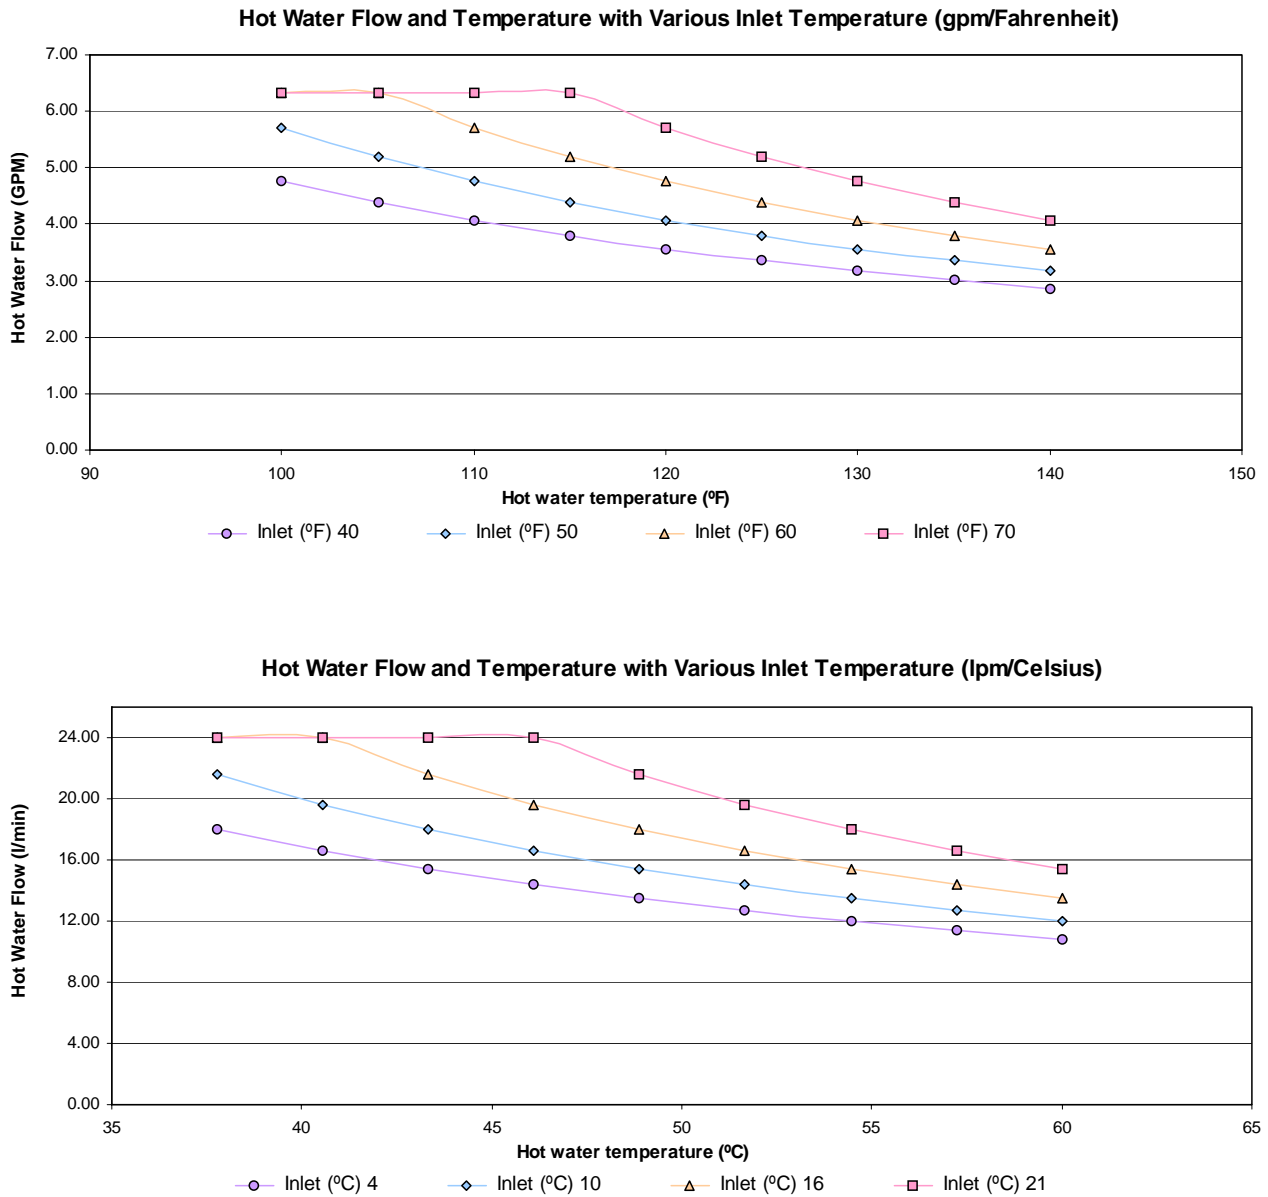 Hot Water Flow and Temperature with Various Inlet Temperature (gpm/Fahrenheit)
7.00
6.00
5.00
4.00
3.00
2.00
1.00
0.00
Hot Water Flow (GPM)
90 100 110 120 130 140 150
Hot water temperature (ºF)
Inlet (ºF) 40 Inlet (ºF) 50 Inlet (ºF) 60 Inlet (ºF) 70
Hot Water Flow and Temperature with Various Inlet Temperature (lpm/Celsius)
24.00
20.00
16.00
12.00
8.00
4.00
0.00
Hot Water Flow (l/min)
35 40 45 50 55 60 65
Hot water temperature (ºC)
Inlet (ºC) 4 Inlet (ºC) 10 Inlet (ºC) 16 Inlet (ºC) 21